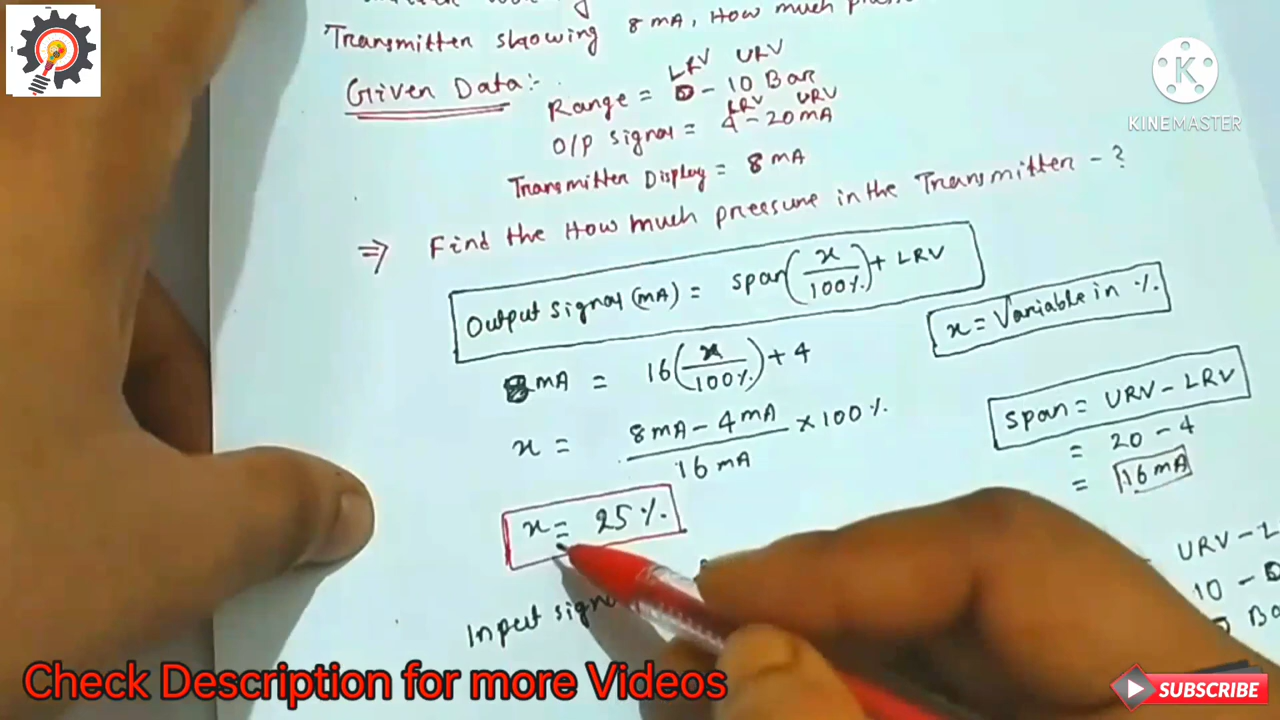 Transmitter showing 8 mA, How much
Given Data:-
LRV URV
Range = 0 - 10 Bar
LRV URV
O/P signal = 4 - 20 mA
Transmitter Display = 8 mA
⇒ Find the How much pressure in the Transmitter - ?
Output signal (mA) = span (x/100%) + LRV
x = Variable in %
8 mA = 16 (x/100%) + 4
x = 8 mA - 4 mA / 16 mA × 100 %
span = URV - LRV
= 20 - 4
= 16 mA
x = 25 %
URV -
10 - 0
Input
KINEMASTER
Check Description for more Videos
SUBSCRIBE